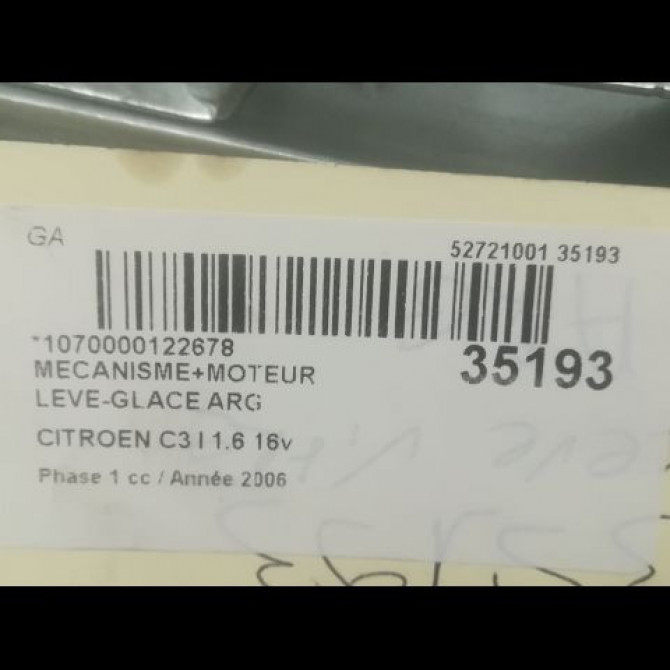 GA
52721001 35193
*1070000122678
35193
MECANISME+MOTEUR
LEVE-GLACE ARG
CITROEN C3 I 1.6 16v
Phase 1 cc / Année 2006